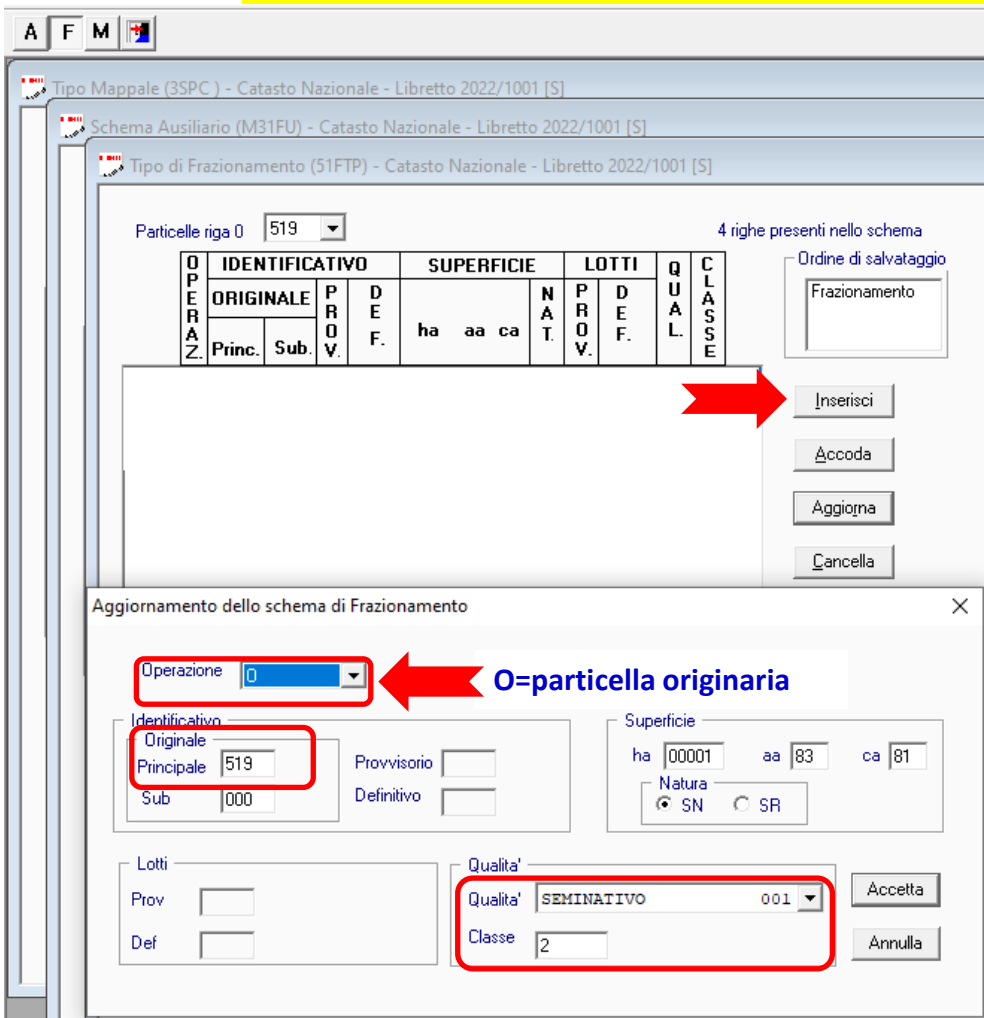 A F M
Tipo Mappale (3SPC ) - Catasto Nazionale - Libretto 2022/1001 [S]
Schema Ausiliario (M31FU) - Catasto Nazionale - Libretto 2022/1001 [S]
Tipo di Frazionamento (51FTP) - Catasto Nazionale - Libretto 2022/1001 [S]
Particelle riga 0 519
4 righe presenti nello schema
OPERAZ. IDENTIFICATIVO SUPERFICIE LOTTI QUAL. CLASSE
ORIGINALE PROV. DEF. ha aa ca NAT. PROV. DEF.
Princ. Sub.
Ordine di salvataggio
Frazionamento
Inserisci
Accoda
Aggiorna
Cancella
Aggiornamento dello schema di Frazionamento
Operazione O
O=particella originaria
Identificativo
Originale
Principale 519
Sub 000
Provvisorio
Definitivo
Superficie
ha 00001 aa 83 ca 81
Natura
SN SR
Lotti
Prov
Def
Qualita'
Qualita' SEMINATIVO 001
Classe 2
Accetta
Annulla